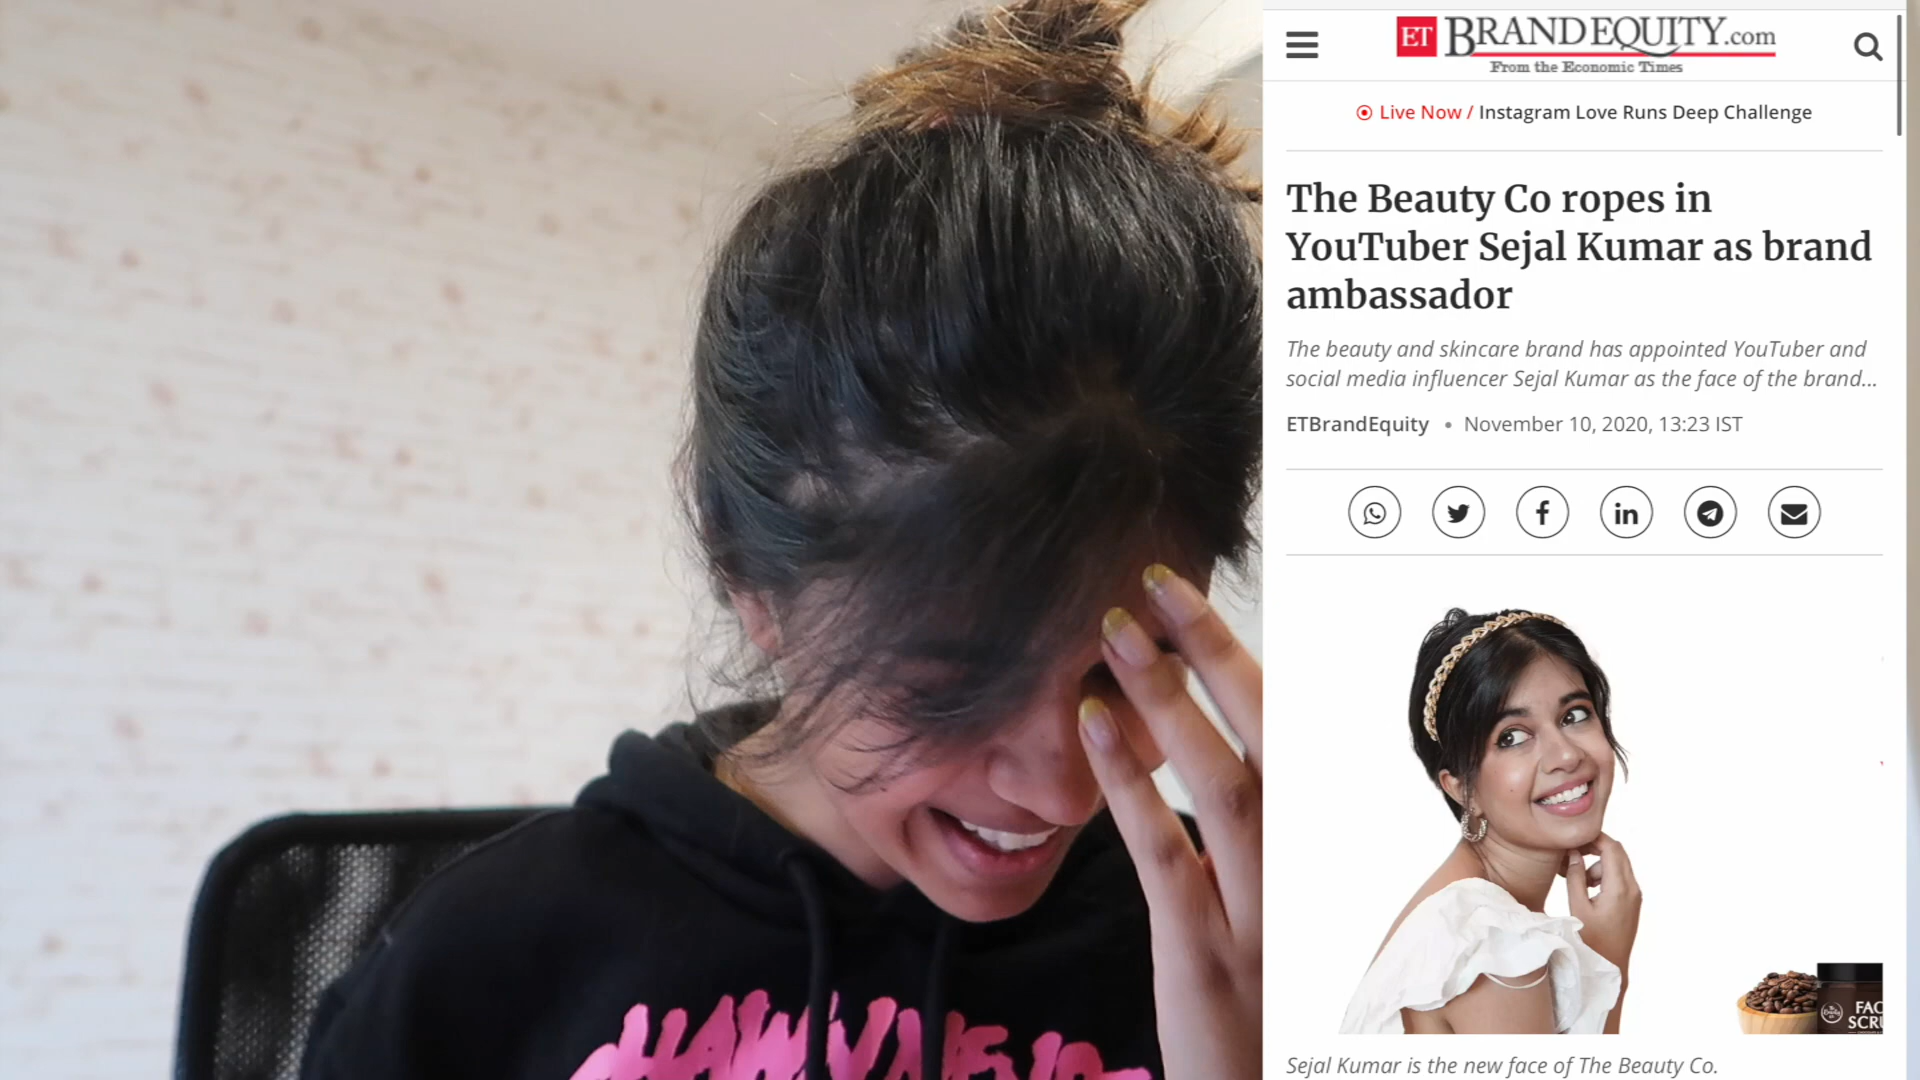 ET BRANDEQUITY.com
From the Economic Times
Live Now / Instagram Love Runs Deep Challenge
The Beauty Co ropes in
YouTuber Sejal Kumar as brand
ambassador
The beauty and skincare brand has appointed YouTuber and
social media influencer Sejal Kumar as the face of the brand...
ETBrandEquity • November 10, 2020, 13:23 IST
FAC
SCRU
Sejal Kumar is the new face of The Beauty Co.